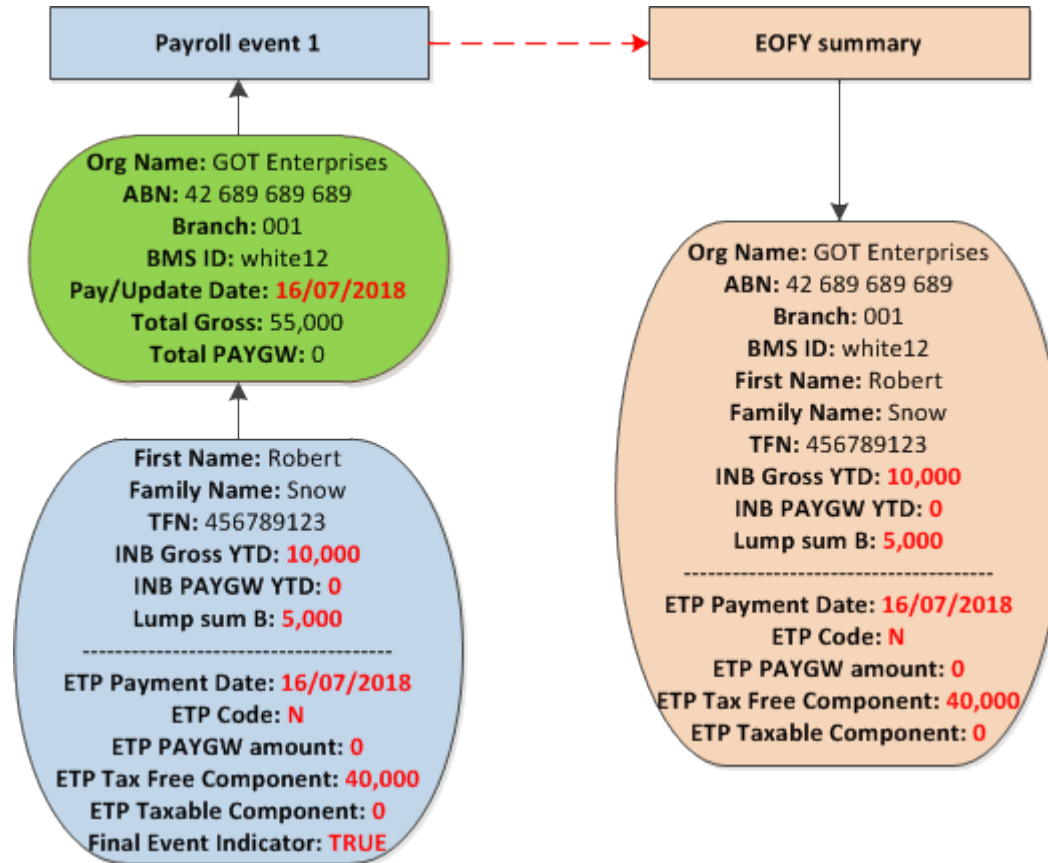 Payroll event 1
EOFY summary
Org Name: GOT Enterprises
ABN: 42 689 689 689
Branch: 001
BMS ID: white12
Pay/Update Date: 16/07/2018
Total Gross: 55,000
Total PAYGW: 0
First Name: Robert
Family Name: Snow
TFN: 456789123
INB Gross YTD: 10,000
INB PAYGW YTD: 0
Lump sum B: 5,000
--------------------------------------
ETP Payment Date: 16/07/2018
ETP Code: N
ETP PAYGW amount: 0
ETP Tax Free Component: 40,000
ETP Taxable Component: 0
Final Event Indicator: TRUE
Org Name: GOT Enterprises
ABN: 42 689 689 689
Branch: 001
BMS ID: white12
First Name: Robert
Family Name: Snow
TFN: 456789123
INB Gross YTD: 10,000
INB PAYGW YTD: 0
Lump sum B: 5,000
--------------------------------------
ETP Payment Date: 16/07/2018
ETP Code: N
ETP PAYGW amount: 0
ETP Tax Free Component: 40,000
ETP Taxable Component: 0